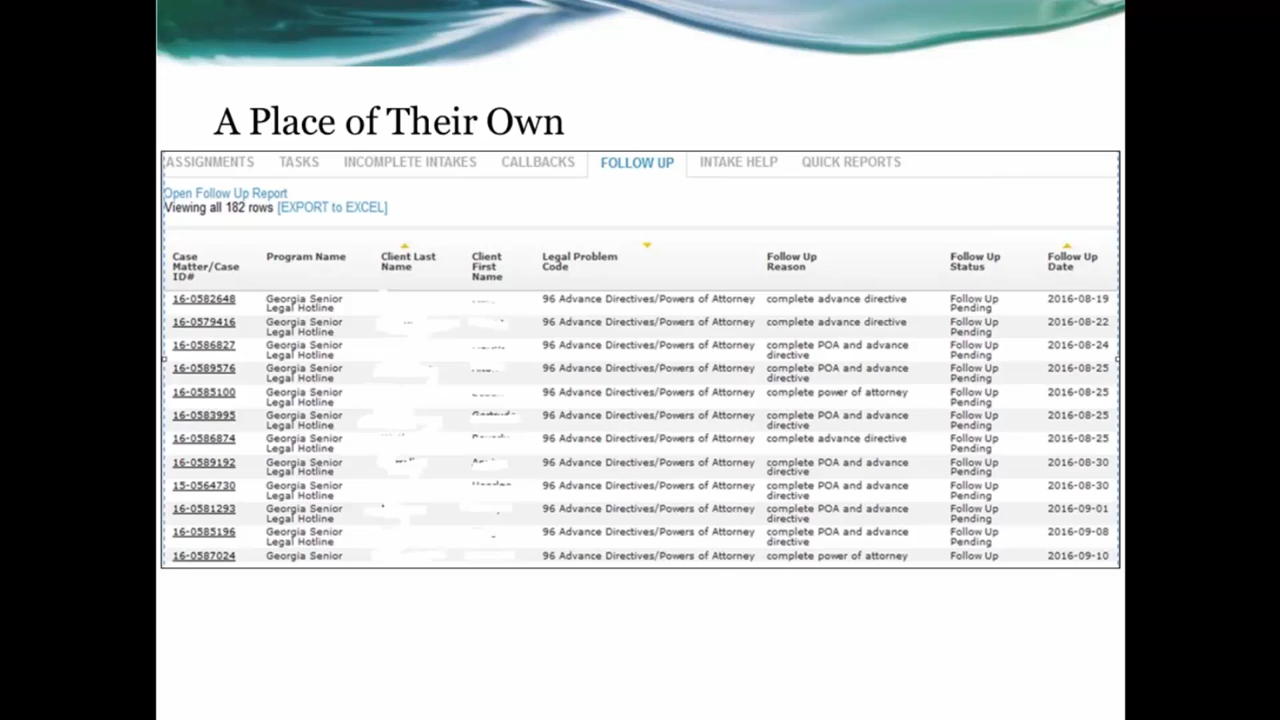 A Place of Their Own
ASSIGNMENTS TASKS INCOMPLETE INTAKES CALLBACKS FOLLOW UP INTAKE HELP QUICK REPORTS
Open Follow Up Report
Viewing all 182 rows [EXPORT to EXCEL]
Case Program Name Client Last Client Legal Problem Follow Up Follow Up Follow Up
Matter/Case Name First Code Reason Status Date
ID# Name
16-0582648 Georgia Senior 96 Advance Directives/Powers of Attorney complete advance directive Follow Up 2016-08-19
Legal Hotline Pending
16-0579416 Georgia Senior 96 Advance Directives/Powers of Attorney complete advance directive Follow Up 2016-08-22
Legal Hotline Pending
16-0586827 Georgia Senior 96 Advance Directives/Powers of Attorney complete POA and advance Follow Up 2016-08-24
Legal Hotline directive Pending
16-0589576 Georgia Senior 96 Advance Directives/Powers of Attorney complete POA and advance Follow Up 2016-08-25
Legal Hotline directive Pending
16-0585100 Georgia Senior 96 Advance Directives/Powers of Attorney complete power of attorney Follow Up 2016-08-25
Legal Hotline Pending
16-0583995 Georgia Senior 96 Advance Directives/Powers of Attorney complete POA and advance Follow Up 2016-08-25
Legal Hotline directive Pending
16-0586874 Georgia Senior 96 Advance Directives/Powers of Attorney complete advance directive Follow Up 2016-08-25
Legal Hotline Pending
16-0589192 Georgia Senior 96 Advance Directives/Powers of Attorney complete POA and advance Follow Up 2016-08-30
Legal Hotline directive Pending
15-0564730 Georgia Senior 96 Advance Directives/Powers of Attorney complete POA and advance Follow Up 2016-08-30
Legal Hotline directive Pending
16-0581293 Georgia Senior 96 Advance Directives/Powers of Attorney complete POA and advance Follow Up 2016-09-01
Legal Hotline directive Pending
16-0585196 Georgia Senior 96 Advance Directives/Powers of Attorney complete POA and advance Follow Up 2016-09-08
Legal Hotline directive Pending
16-0587024 Georgia Senior 96 Advance Directives/Powers of Attorney complete power of attorney Follow Up 2016-09-10